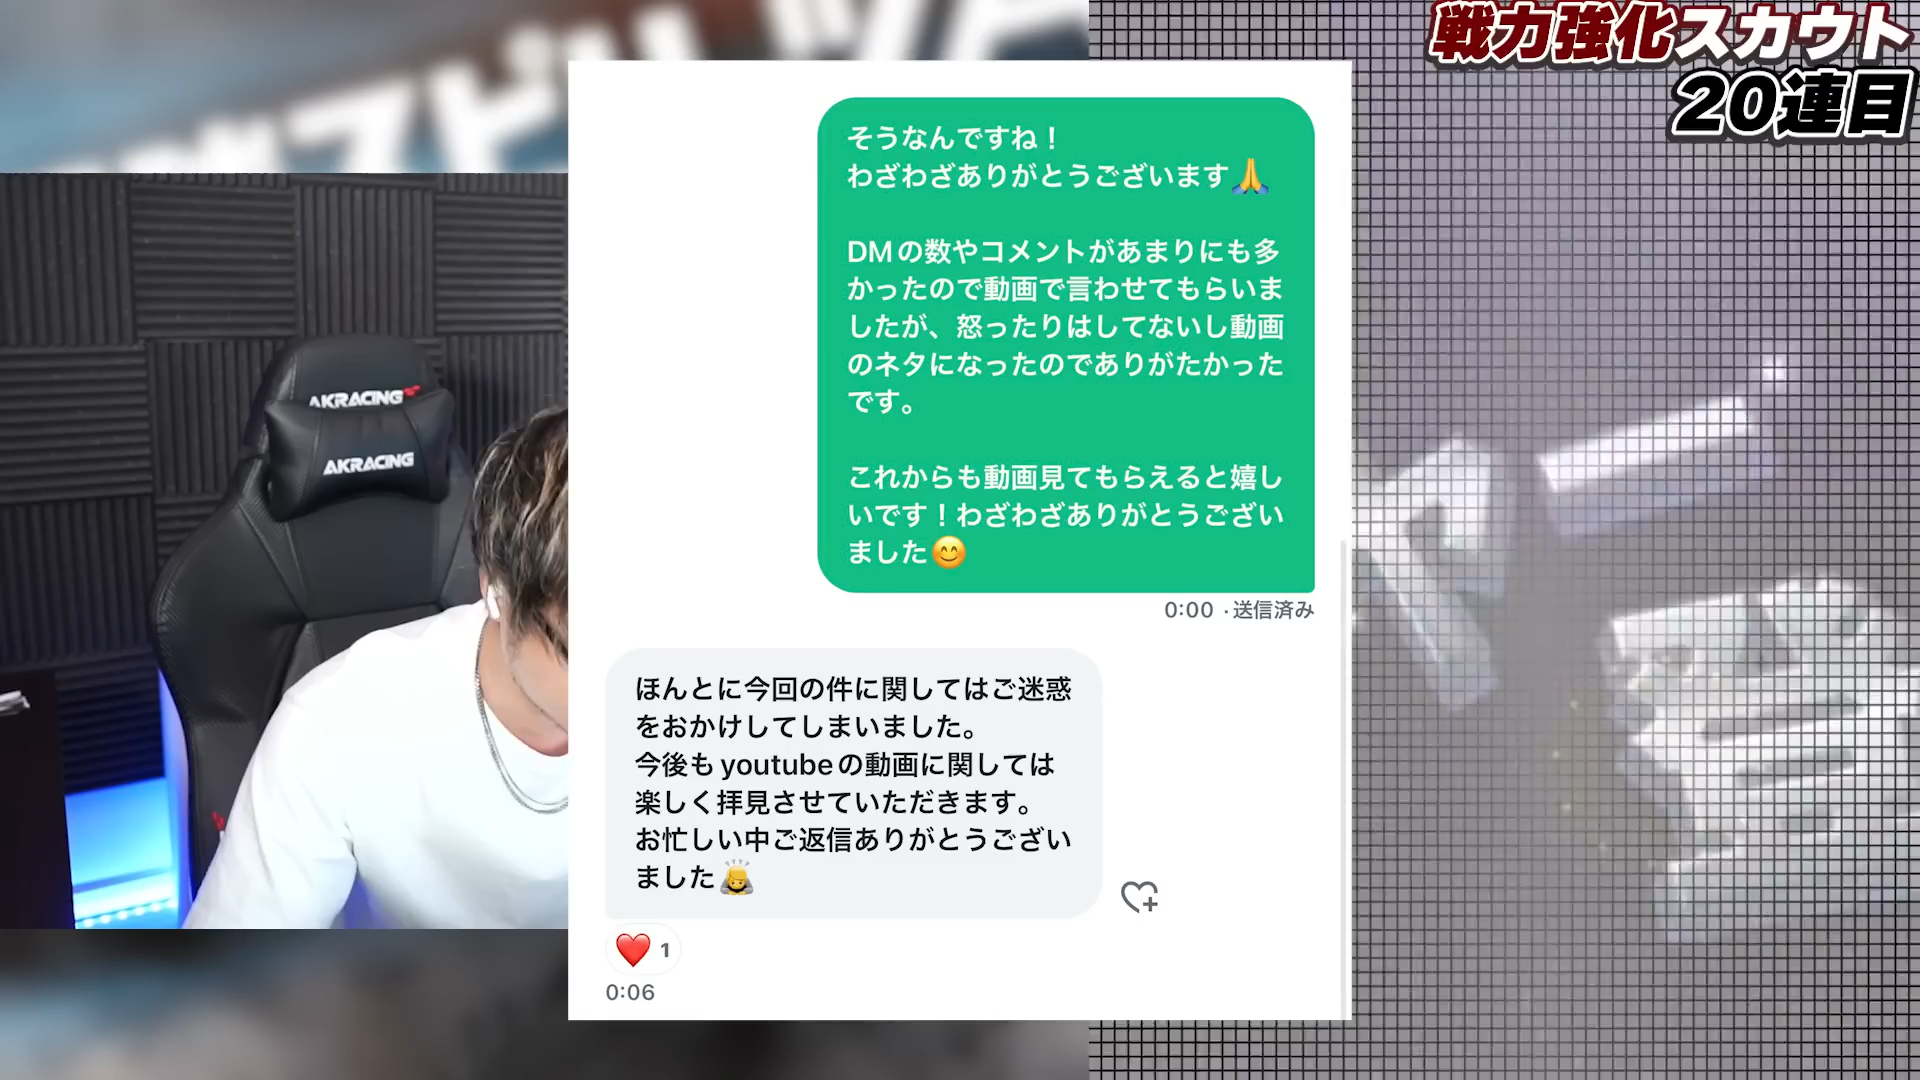 戦力強化スカウト
20連目
そうなんですね！
わざわざありがとうございます🙏
DMの数やコメントがあまりにも多
かったので動画で言わせてもらいま
したが、怒ったりはしてないし動画
のネタになったのでありがたかった
です。
これからも動画見てもらえると嬉し
いです！わざわざありがとうござい
ました😊
0:00 · 送信済み
ほんとに今回の件に関してはご迷惑
をおかけしてしまいました。
今後もyoutubeの動画に関しては
楽しく拝見させていただきます。
お忙しい中ご返信ありがとうござい
ました🙇
❤️ 1
0:06
AKRACING
AKRACING